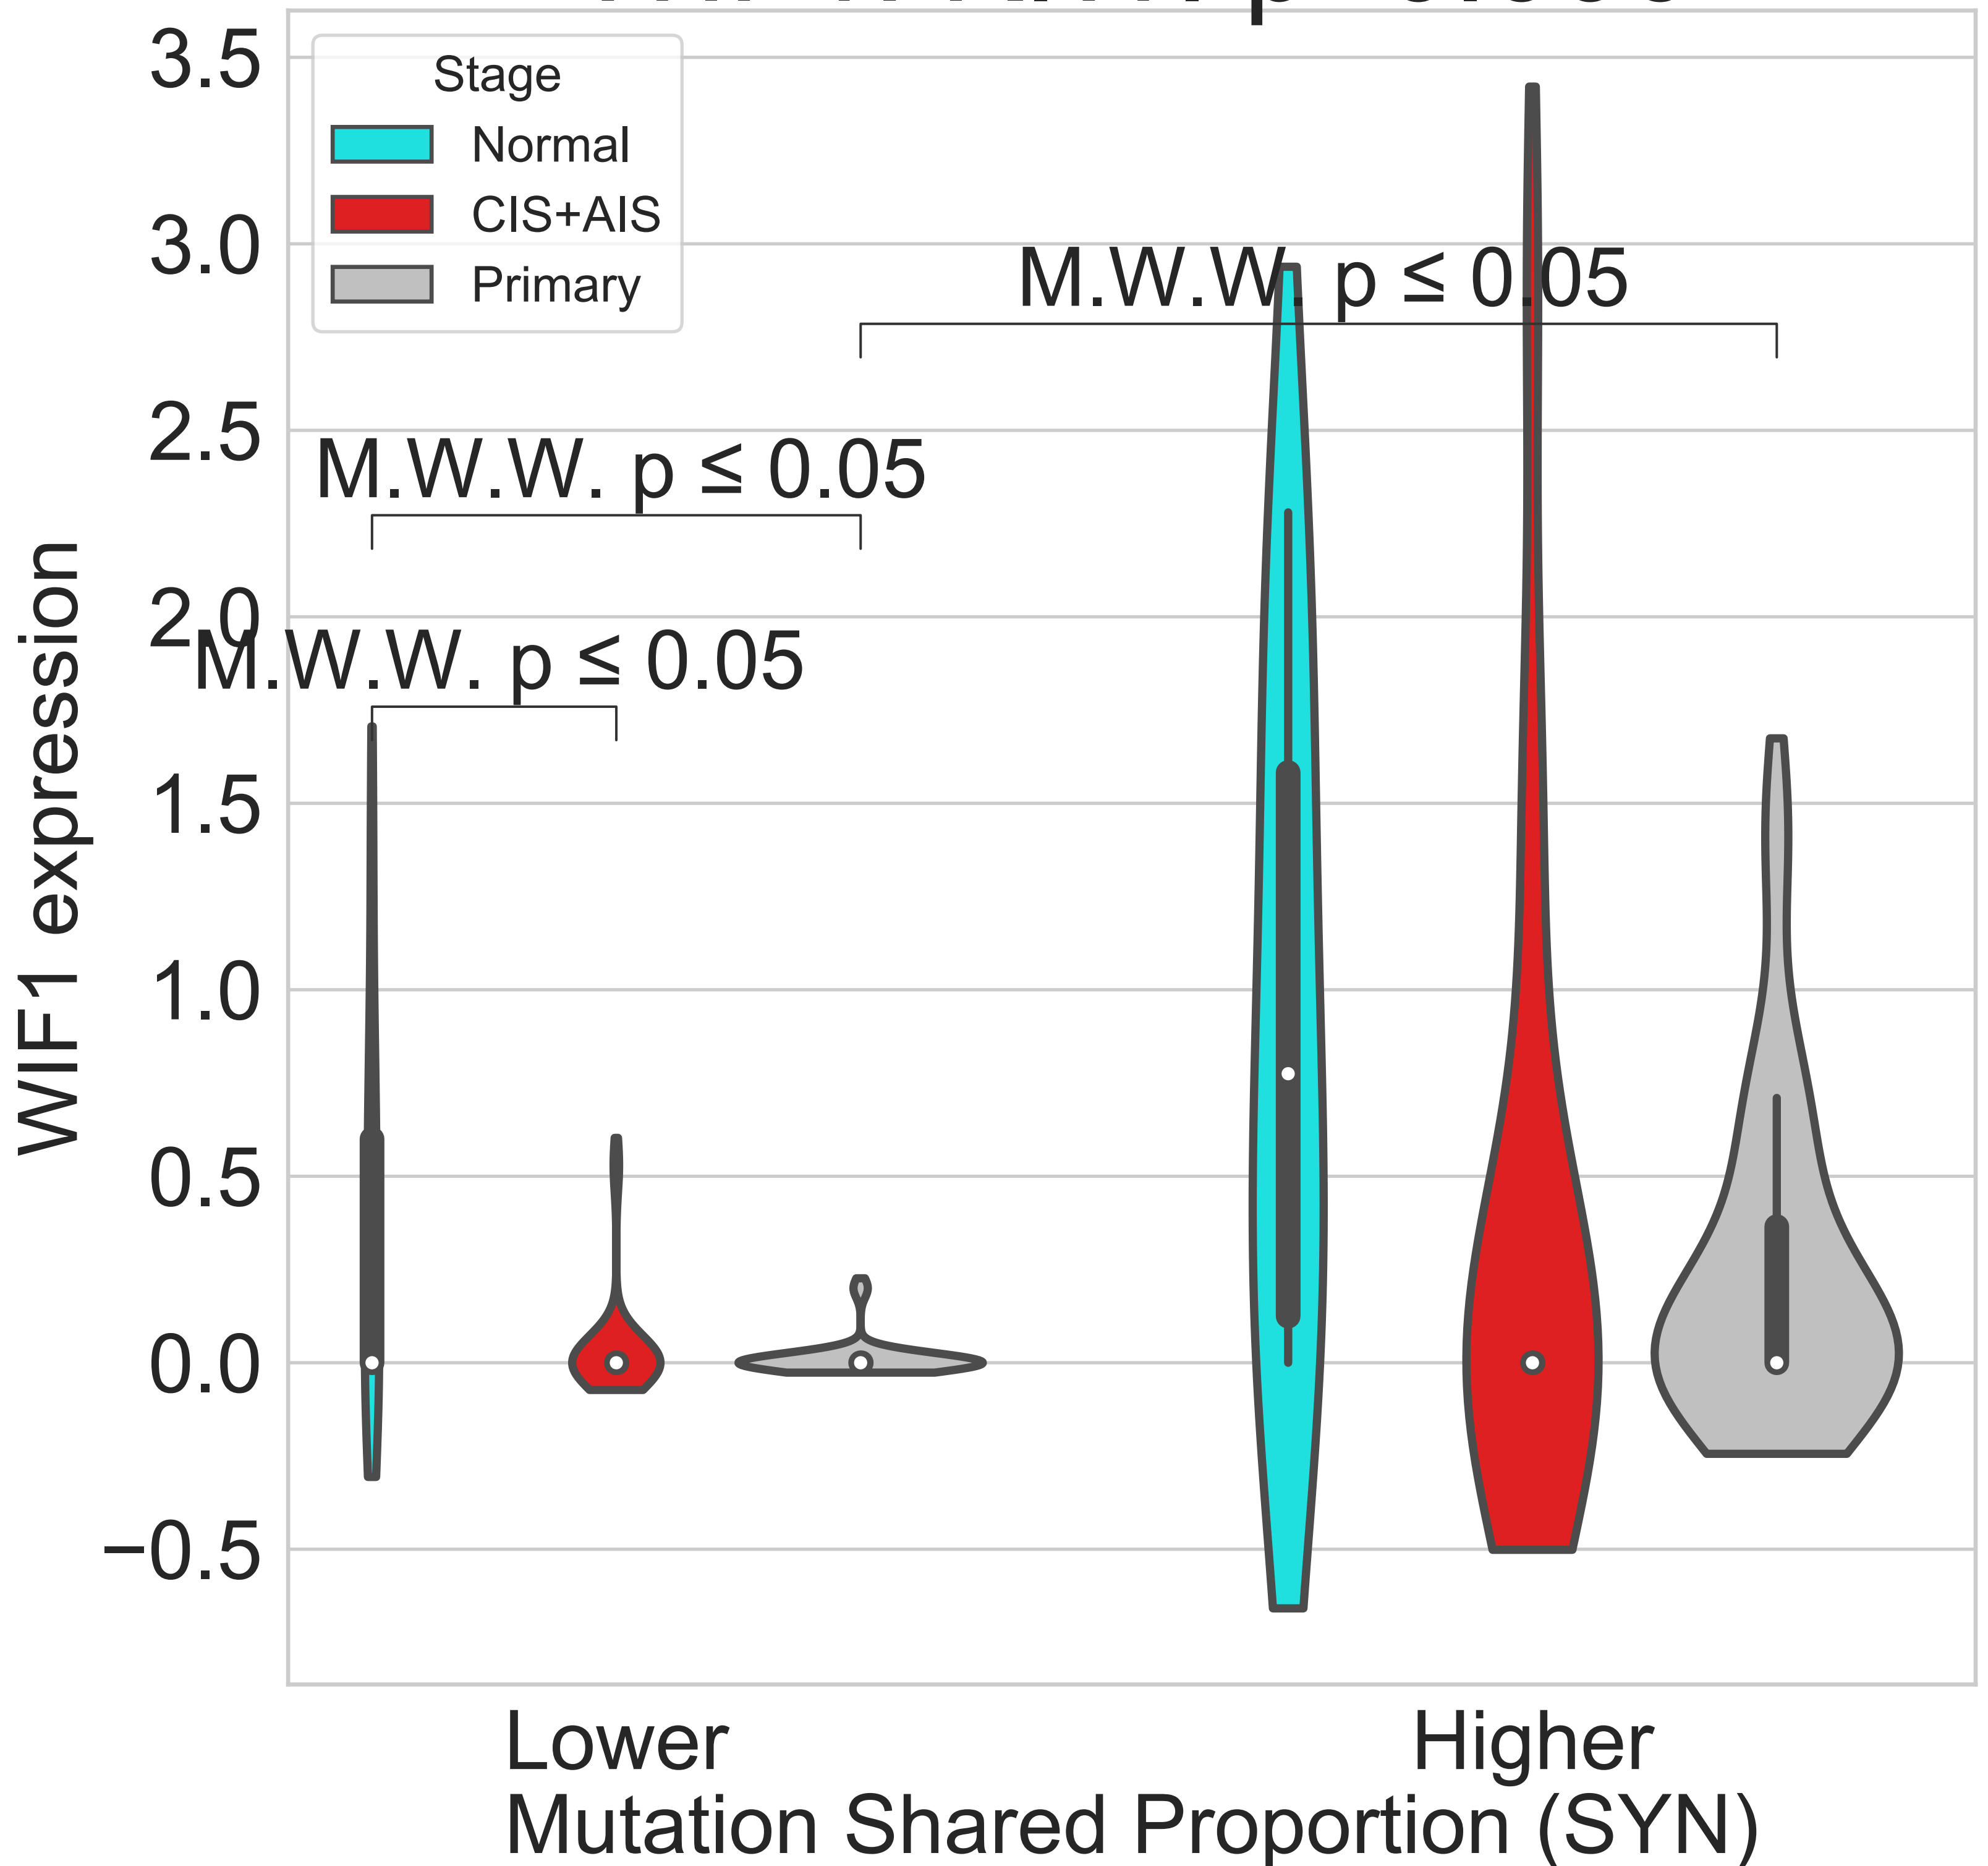 3.5
3.0
2.5
2.0
1.5
1.0
0.5
0.0
−0.5
WIF1 expression
Stage
Normal
CIS+AIS
Primary
M.W.W. p ≤ 0.05
M.W.W. p ≤ 0.05
M.W.W. p ≤ 0.05
Lower
Higher
Mutation Shared Proportion (SYN)